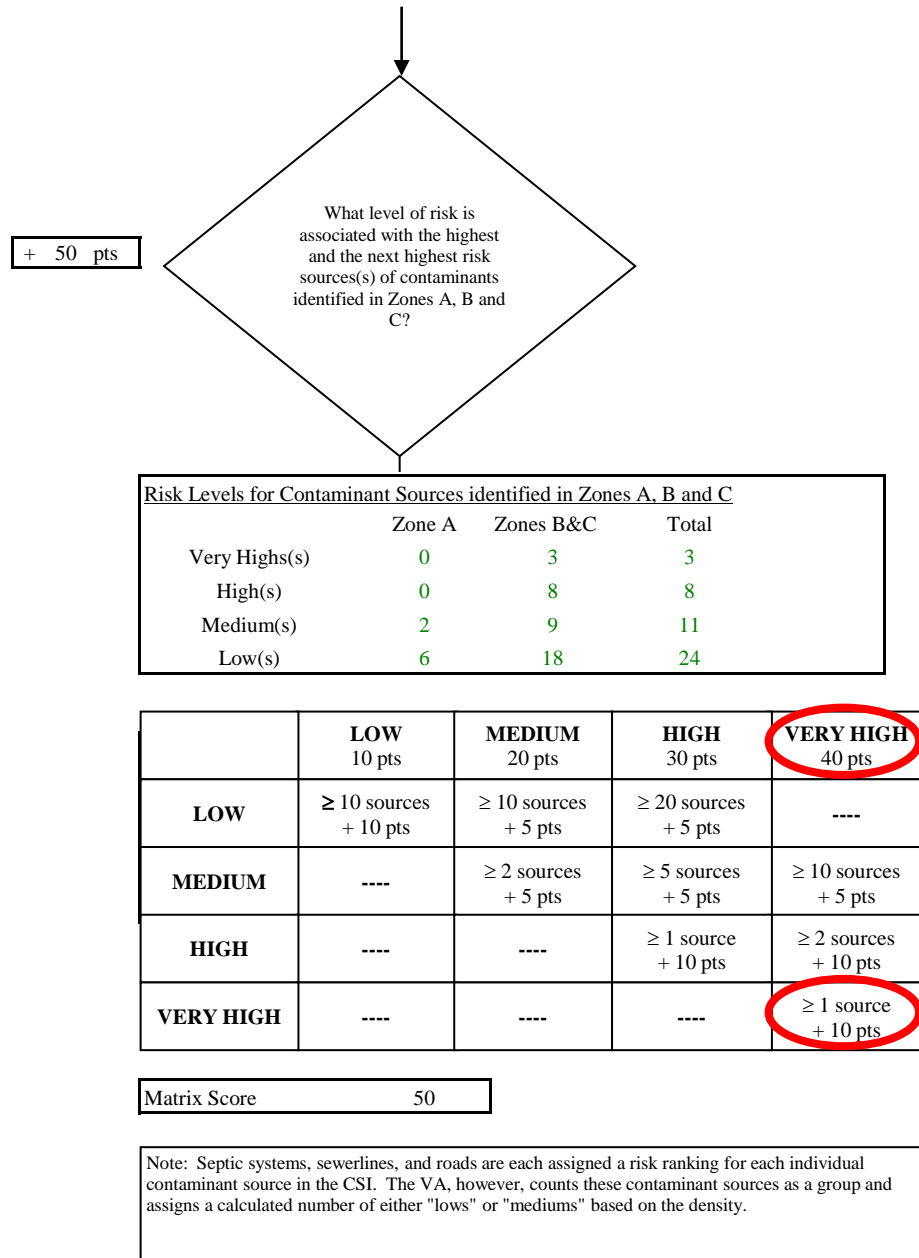 What level of risk is
associated with the highest
and the next highest risk
sources(s) of contaminants
identified in Zones A, B and
C?
+ 50 pts
Risk Levels for Contaminant Sources identified in Zones A, B and C
Zone A Zones B&C Total
Very Highs(s) 0 3 3
High(s) 0 8 8
Medium(s) 2 9 11
Low(s) 6 18 24
LOW MEDIUM HIGH VERY HIGH
10 pts 20 pts 30 pts 40 pts
LOW ≥ 10 sources + 10 pts ≥ 10 sources + 5 pts ≥ 20 sources + 5 pts ----
MEDIUM ---- ≥ 2 sources + 5 pts ≥ 5 sources + 5 pts ≥ 10 sources + 5 pts
HIGH ---- ---- ≥ 1 source + 10 pts ≥ 2 sources + 10 pts
VERY HIGH ---- ---- ---- ≥ 1 source + 10 pts
Matrix Score 50
Note: Septic systems, sewerlines, and roads are each assigned a risk ranking for each individual
contaminant source in the CSI. The VA, however, counts these contaminant sources as a group and
assigns a calculated number of either "lows" or "mediums" based on the density.